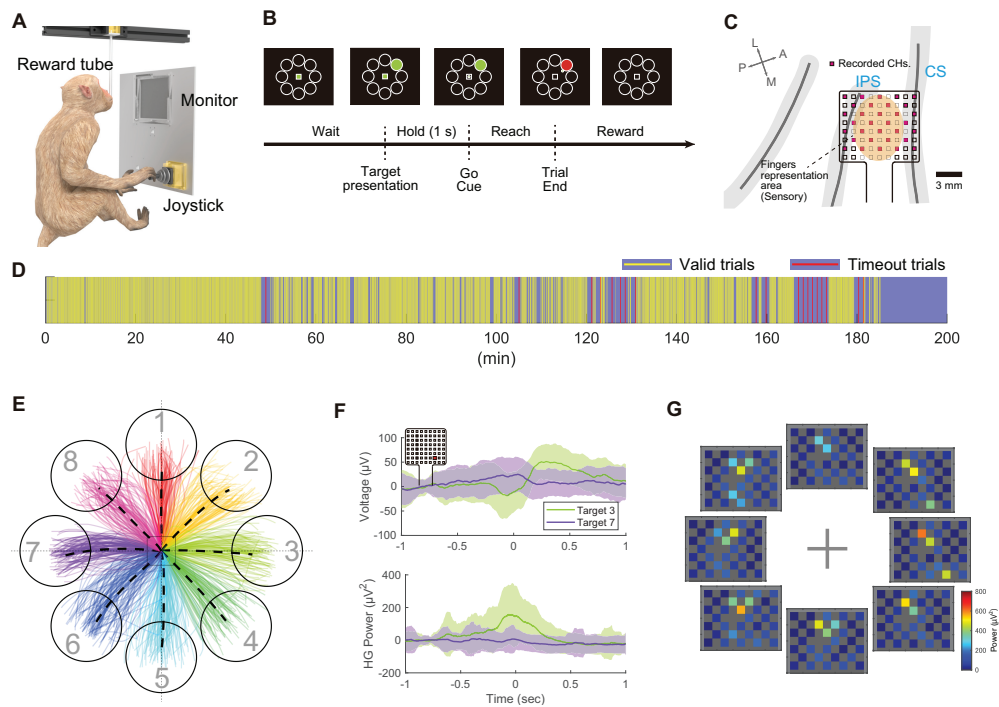 A
Reward tube
Monitor
Joystick
B
Wait
Hold (1 s)
Reach
Reward
Target
presentation
Go
Cue
Trial
End
C
L
A
P
M
Recorded CHs.
IPS
CS
Fingers
representation
area
(Sensory)
3 mm
D
Valid trials
Timeout trials
0 20 40 60 80 100 120 140 160 180 200
(min)
E
1
2
3
4
5
6
7
8
F
Voltage (µV)
100
50
0
-50
-100
-1 -0.5 0 0.5 1
Target 3
Target 7
HG Power (µV²)
400
200
0
-200
-1 -0.5 0 0.5 1
Time (sec)
G
800
600
400
200
0
Power (µV)